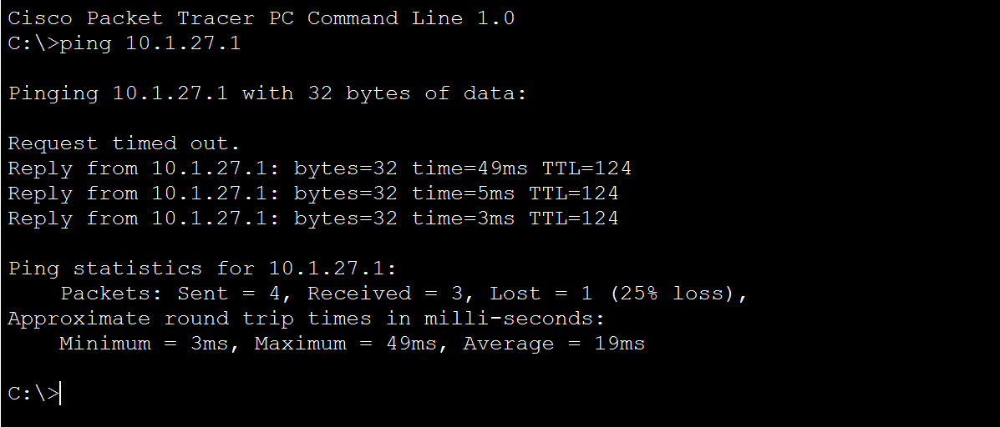 Cisco Packet Tracer PC Command Line 1.0
C:\>ping 10.1.27.1
Pinging 10.1.27.1 with 32 bytes of data:
Request timed out.
Reply from 10.1.27.1: bytes=32 time=49ms TTL=124
Reply from 10.1.27.1: bytes=32 time=5ms TTL=124
Reply from 10.1.27.1: bytes=32 time=3ms TTL=124
Ping statistics for 10.1.27.1:
Packets: Sent = 4, Received = 3, Lost = 1 (25% loss),
Approximate round trip times in milli-seconds:
Minimum = 3ms, Maximum = 49ms, Average = 19ms
C:\>